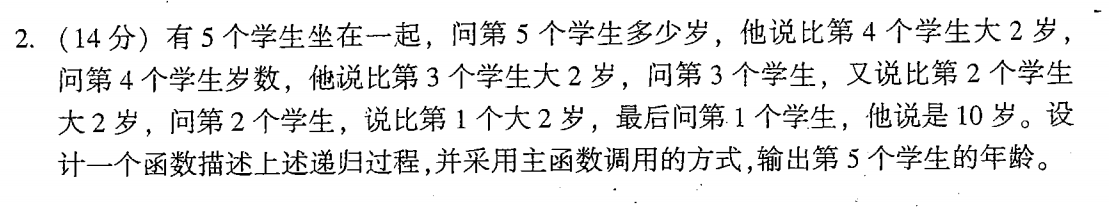 2. (14 分) 有 5 个学生坐在一起, 问第 5 个学生多少岁, 他说比第 4 个学生大 2 岁,
问第 4 个学生岁数, 他说比第 3 个学生大 2 岁, 问第 3 个学生, 又说比第 2 个学生
大 2 岁, 问第 2 个学生, 说比第 1 个大 2 岁, 最后问第 1 个学生, 他说是 10 岁。设
计一个函数描述上述递归过程,并采用主函数调用的方式,输出第 5 个学生的年龄。